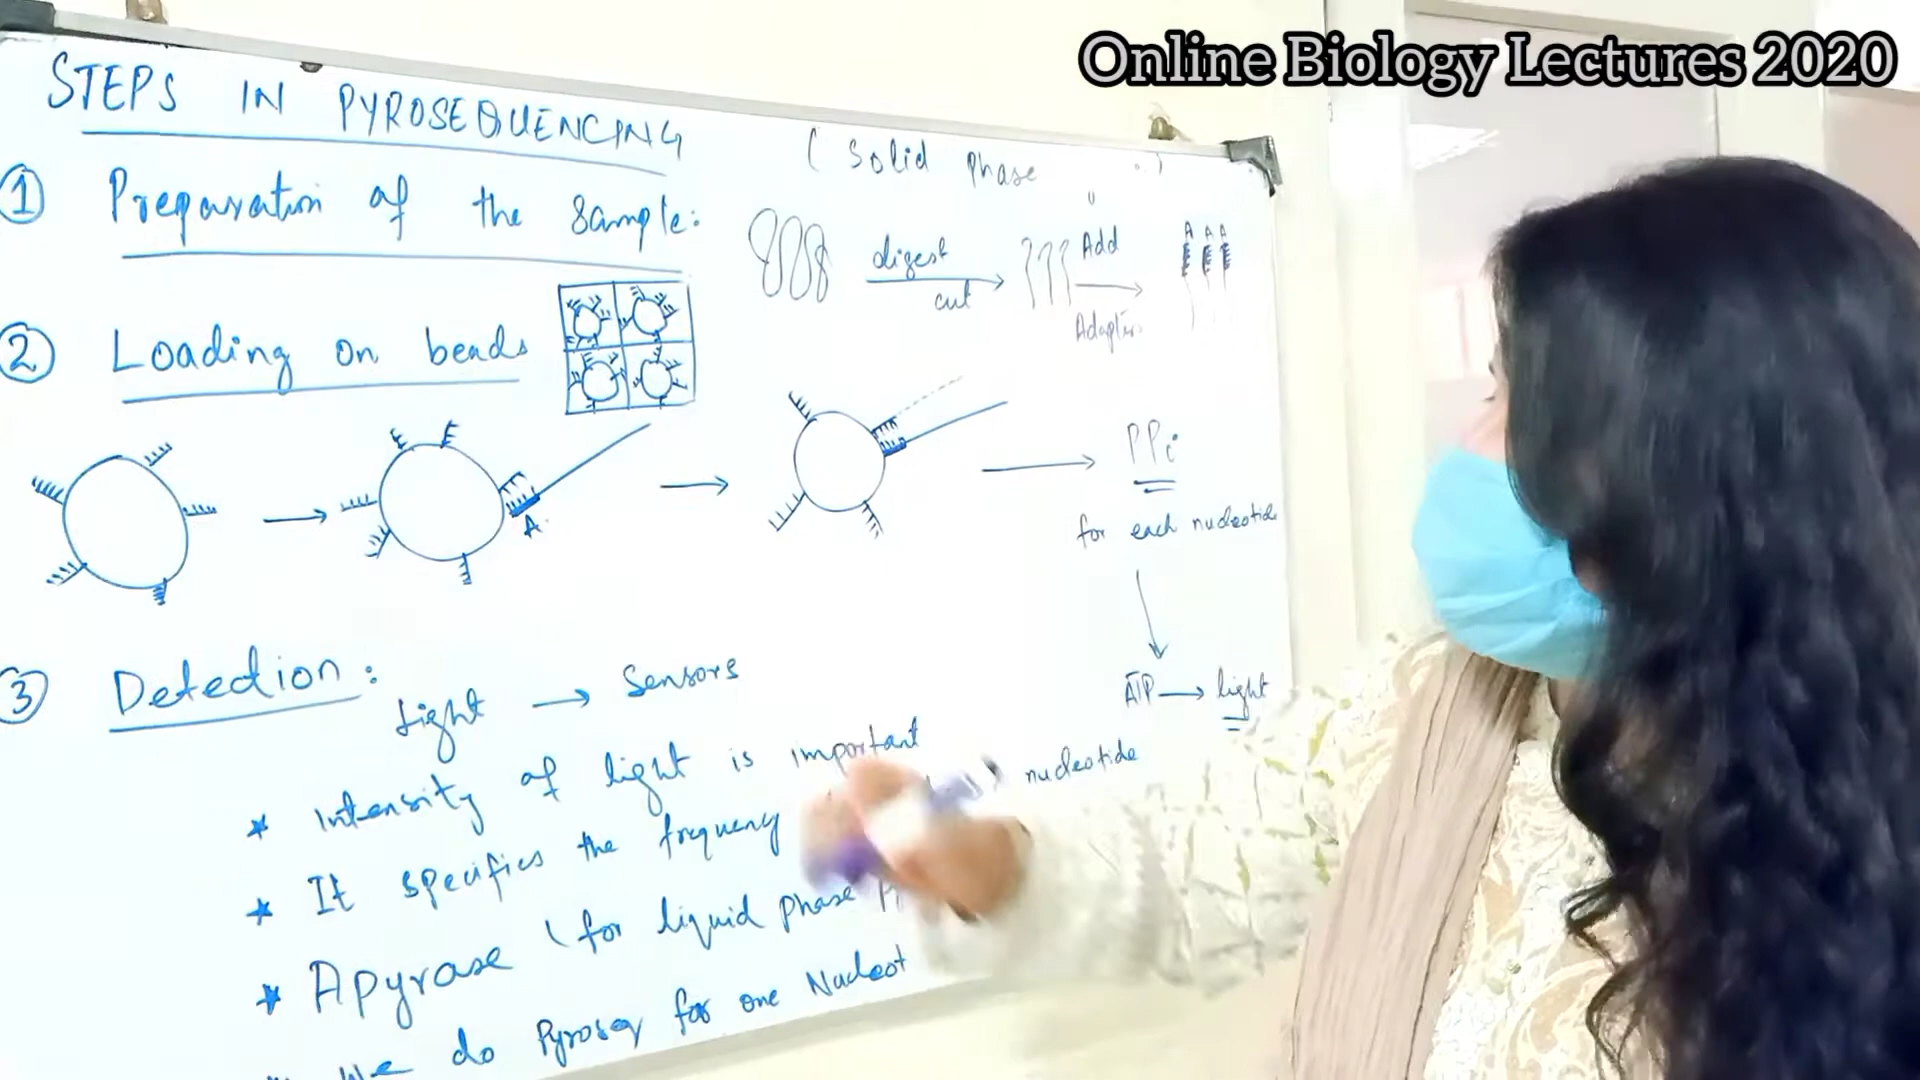 Online Biology Lectures 2020
STEPS IN PYROSEQUENCING
(Solid Phase
① Preparation of the Sample:
digest
cut
Add
Adapters
A A A
② Loading on beads
A
PPi
for each nucleotide
ATP → light
③ Detection:
Light → Sensors
* Intensity of light is important
* It specifies the frequency
nucleotide
* Apyrase (for liquid phase
We do Pyroseq for one Nucleot